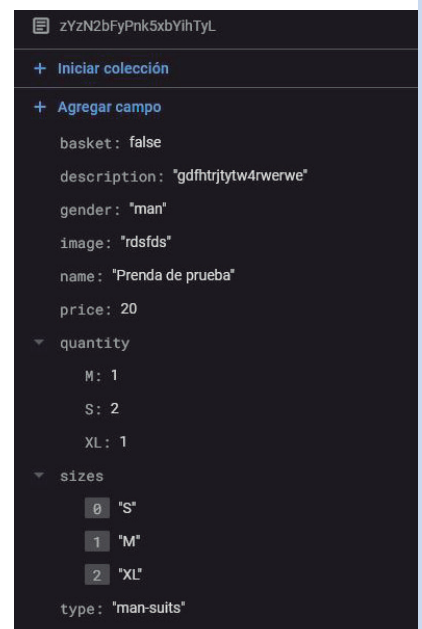 zYzN2bFyPnk5xbYihTyL
+ Iniciar colección
+ Agregar campo
basket: false
description: "gdfhtrjtytw4rwerwe"
gender: "man"
image: "rdsfds"
name: "Prenda de prueba"
price: 20
quantity
M: 1
S: 2
XL: 1
sizes
0 "S"
1 "M"
2 "XL"
type: "man-suits"